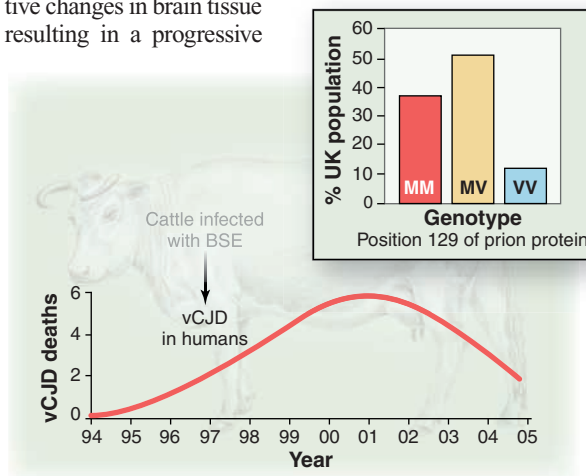 tive changes in brain tissue
resulting in a progressive
% UK population
60
50
40
30
20
10
0
MM MV VV
Genotype
Position 129 of prion protein
Cattle infected
with BSE
vCJD
in humans
vCJD deaths
6
4
2
0
94 95 96 97 98 99 00 01 02 03 04 05
Year